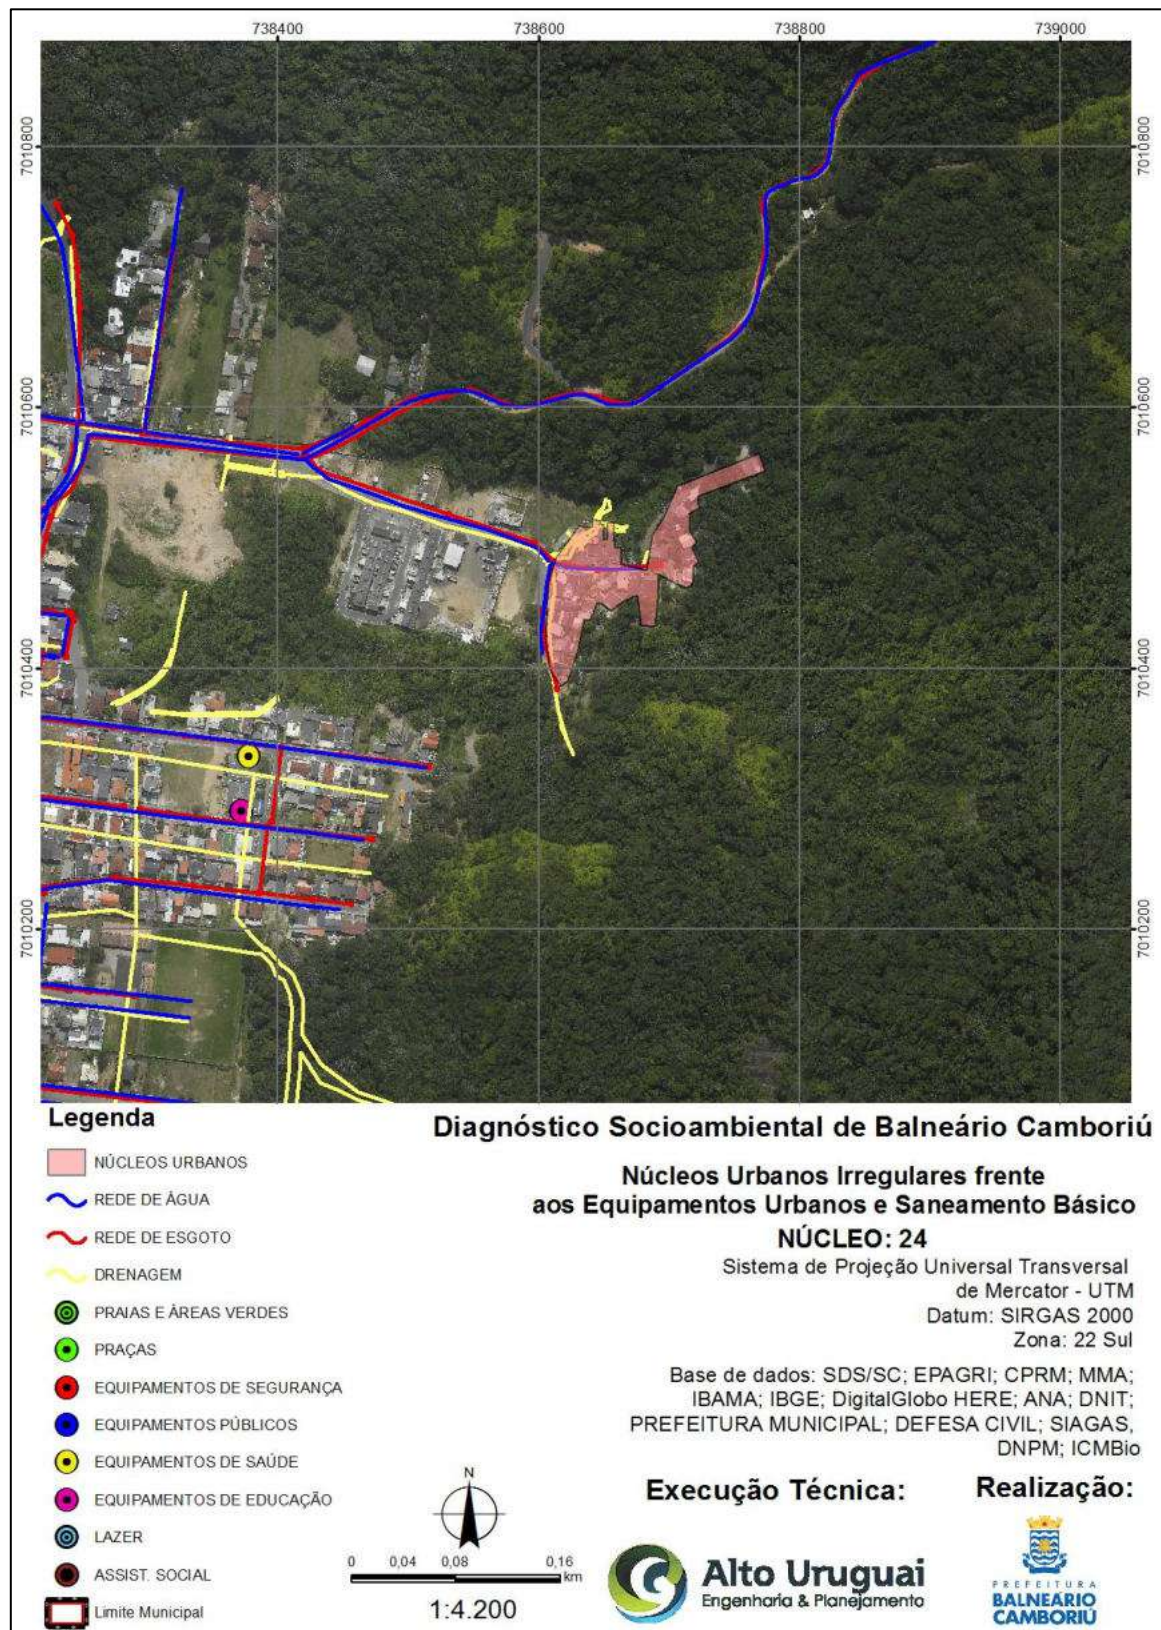 738400
738600
738800
739000
7010800
7010800
7010600
7010600
7010400
7010400
7010200
7010200
Legenda
NÚCLEOS URBANOS
REDE DE ÁGUA
REDE DE ESGOTO
DRENAGEM
PRAIAS E ÁREAS VERDES
PRAÇAS
EQUIPAMENTOS DE SEGURANÇA
EQUIPAMENTOS PÚBLICOS
EQUIPAMENTOS DE SAÚDE
EQUIPAMENTOS DE EDUCAÇÃO
LAZER
ASSIST. SOCIAL
Limite Municipal
Diagnóstico Socioambiental de Balneário Camboriú
Núcleos Urbanos Irregulares frente
aos Equipamentos Urbanos e Saneamento Básico
NÚCLEO: 24
Sistema de Projeção Universal Transversal
de Mercator - UTM
Datum: SIRGAS 2000
Zona: 22 Sul
Base de dados: SDS/SC; EPAGRI; CPRM; MMA;
IBAMA; IBGE; DigitalGlobo HERE; ANA; DNIT;
PREFEITURA MUNICIPAL; DEFESA CIVIL; SIAGAS,
DNPM; ICMBio
N
0 0,04 0,08 0,16
km
1:4.200
Execução Técnica:
Alto Uruguai
Engenharia & Planejamento
Realização:
PREFEITURA
BALNEÁRIO
CAMBORIÚ